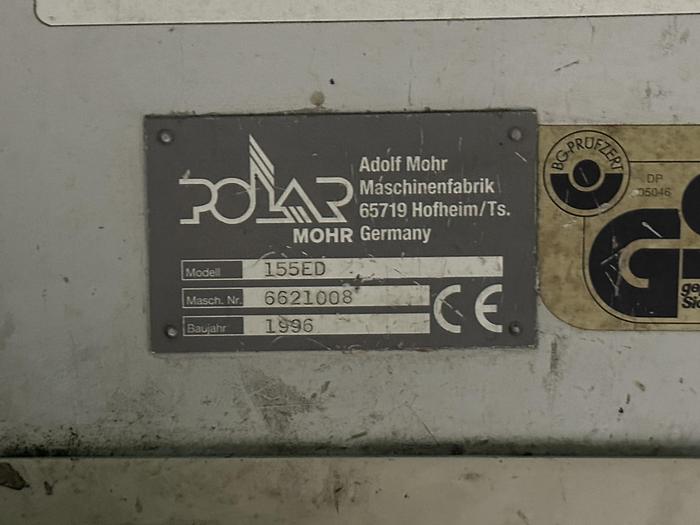 POLAR
MOHR
Adolf Mohr
Maschinenfabrik
65719 Hofheim/Ts.
Germany
Modell 155ED
Masch. Nr. 6621008
Baujahr 1996
CE
BG-PRÜFZERT
DP
05046
GS